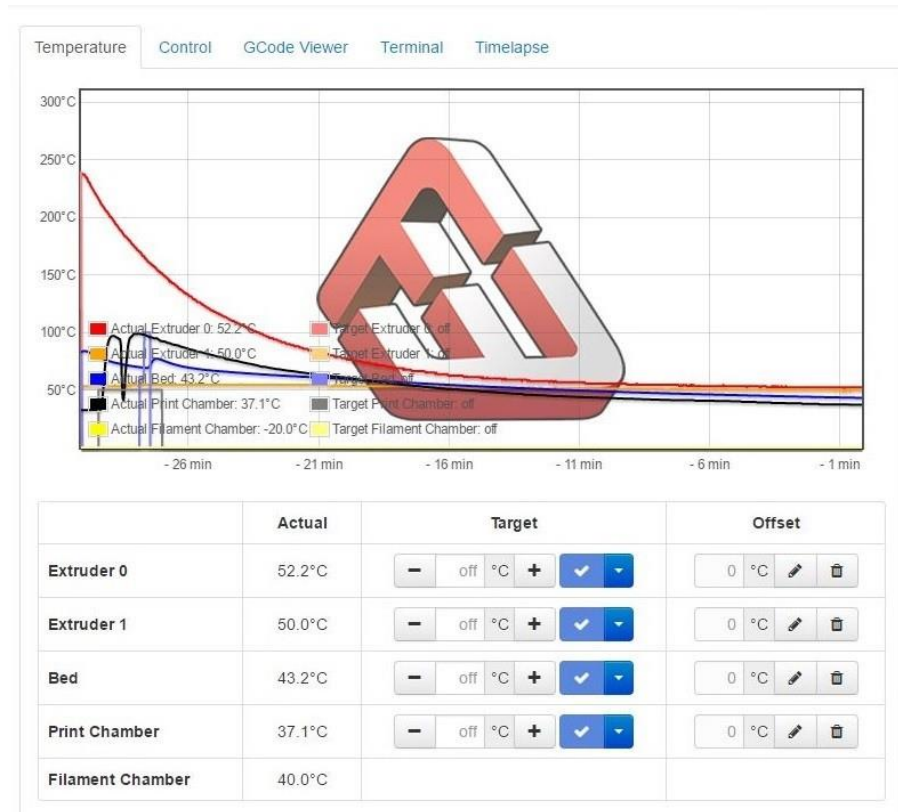 Temperature Control GCode Viewer Terminal Timelapse
300°C
250°C
200°C
150°C
100°C
50°C
Actual Extruder 0: 52.2°C Target Extruder 0: off
Actual Extruder 1: 50.0°C Target Extruder 1: off
Actual Bed: 43.2°C Target Bed: off
Actual Print Chamber: 37.1°C Target Print Chamber: off
Actual Filament Chamber: -20.0°C Target Filament Chamber: off
- 26 min - 21 min - 16 min - 11 min - 6 min - 1 min
Actual Target Offset
Extruder 0 52.2°C off °C 0 °C
Extruder 1 50.0°C off °C 0 °C
Bed 43.2°C off °C 0 °C
Print Chamber 37.1°C off °C 0 °C
Filament Chamber 40.0°C